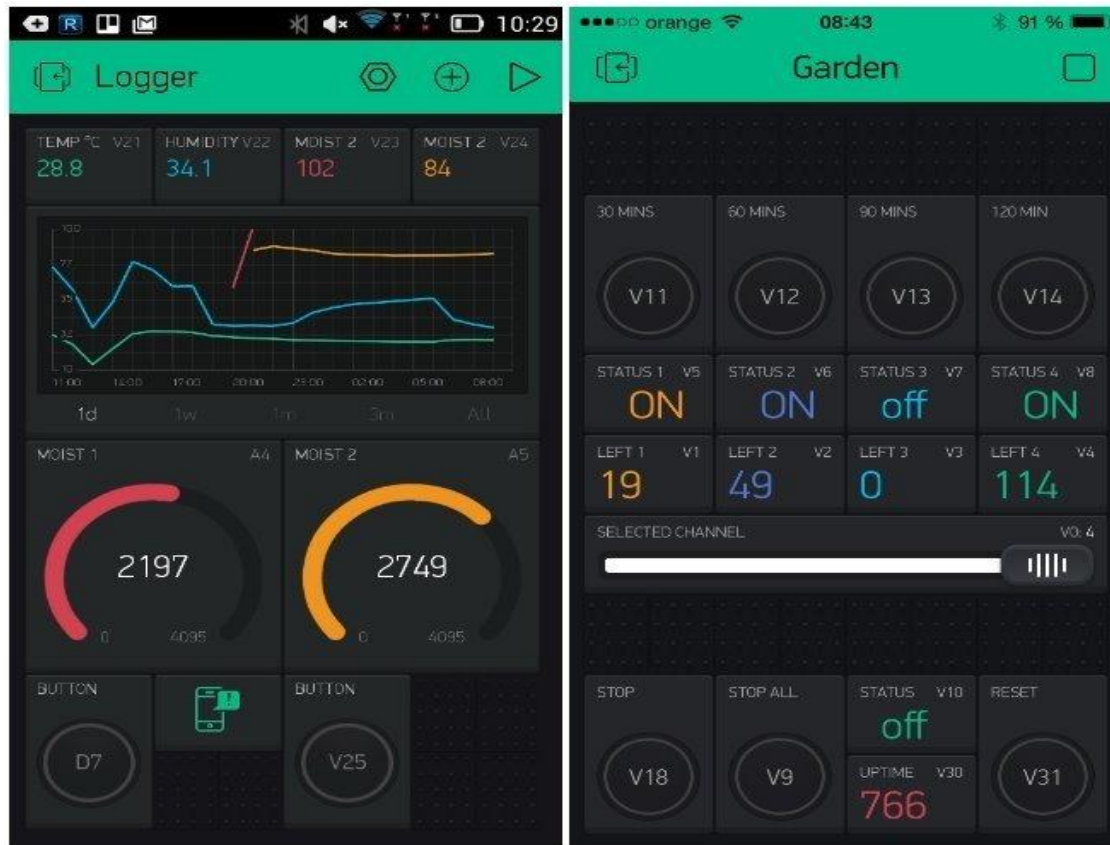 10:29
Logger
TEMP °C V21
28.8
HUMIDITY V22
34.1
MOIST 2 V23
102
MOIST 2 V24
84
100
77
55
32
10
11:00 14:00 17:00 20:00 23:00 02:00 05:00 08:00
1d 1w 1m 3m All
MOIST 1 A4
2197
0 4095
MOIST 2 A5
2749
0 4095
BUTTON
D7
BUTTON
V25
orange 08:43 91 %
Garden
30 MINS
V11
60 MINS
V12
90 MINS
V13
120 MIN
V14
STATUS 1 V5
ON
STATUS 2 V6
ON
STATUS 3 V7
off
STATUS 4 V8
ON
LEFT 1 V1
19
LEFT 2 V2
49
LEFT 3 V3
0
LEFT 4 V4
114
SELECTED CHANNEL V0: 4
STOP
V18
STOP ALL
V9
STATUS V10
off
UPTIME V30
766
RESET
V31